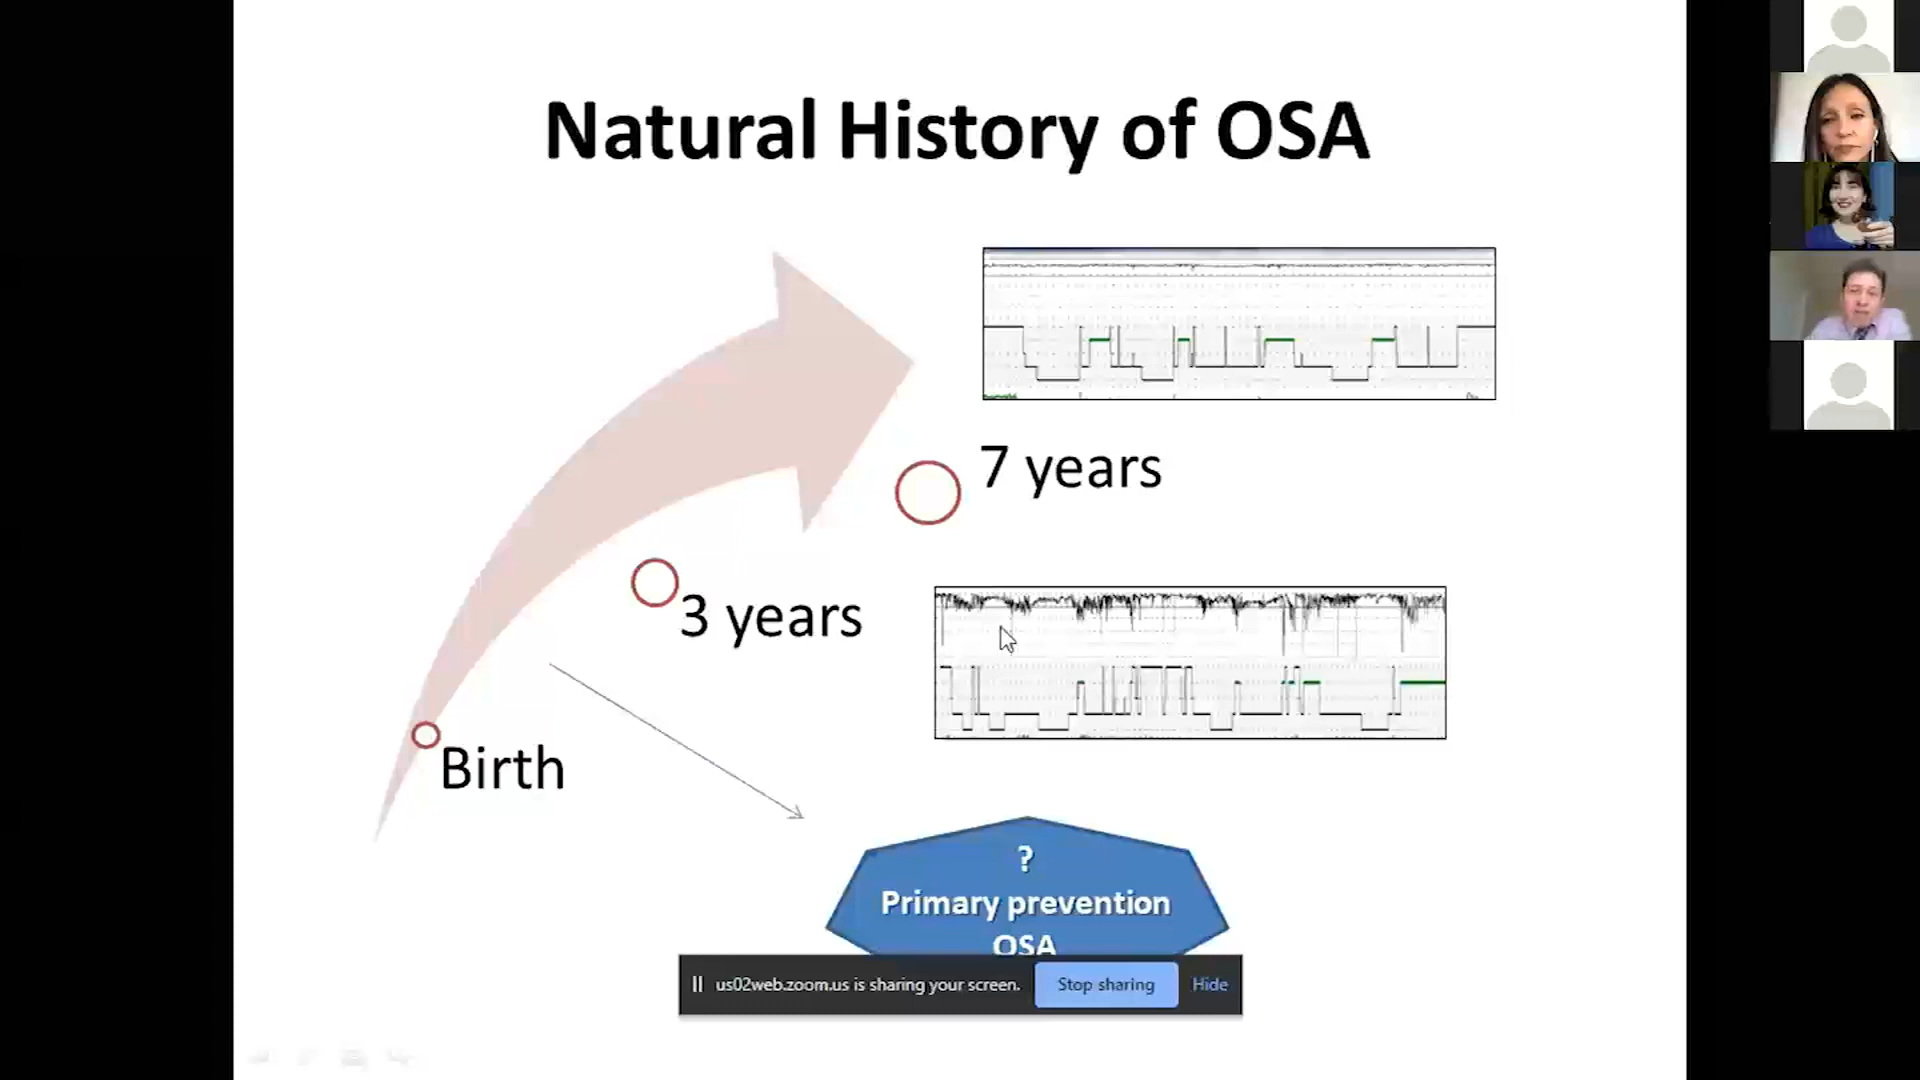 Natural History of OSA
7 years
3 years
Birth
?
Primary prevention
OSA
us02web.zoom.us is sharing your screen.
Stop sharing
Hide